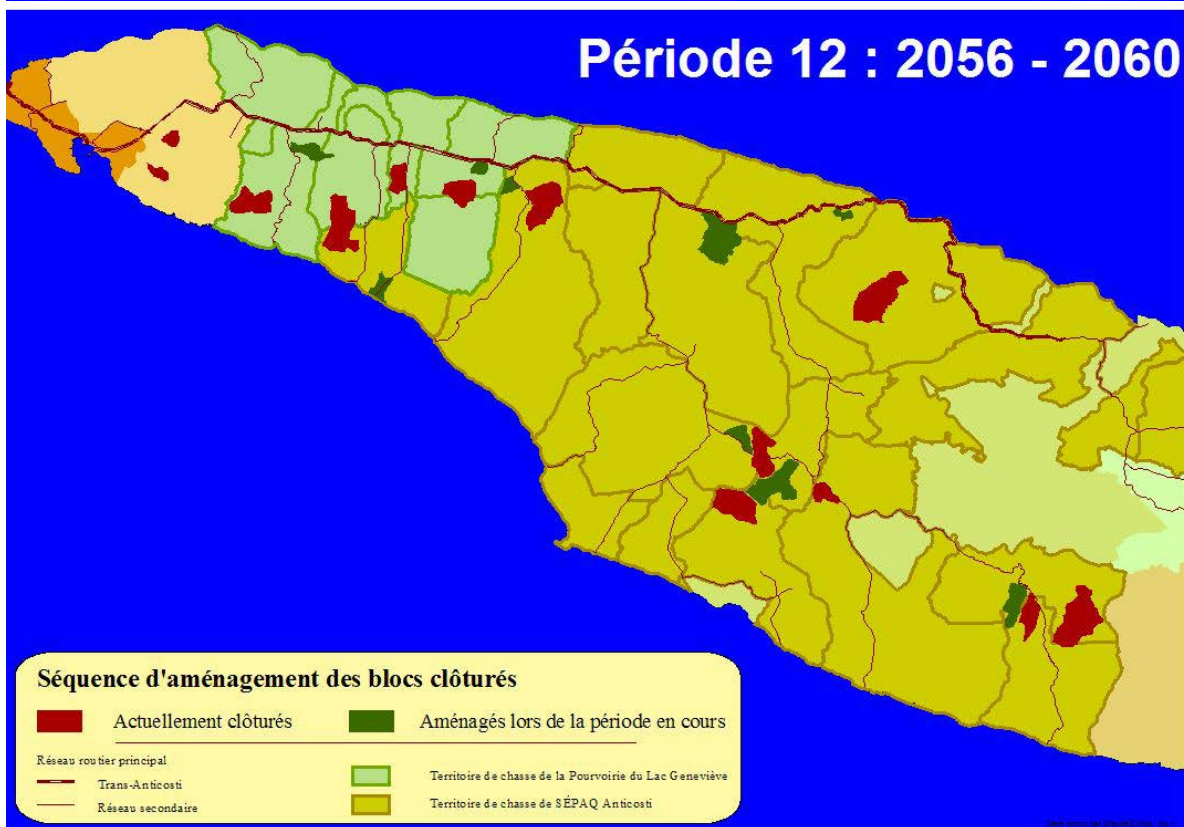 Période 12 : 2056 - 2060
Séquence d'aménagement des blocs clôturés
Actuellement clôturés
Aménagés lors de la période en cours
Réseau routier principal
Trans-Anticosti
Réseau secondaire
Territoire de chasse de la Pourvoirie du Lac Geneviève
Territoire de chasse de SÉPAQ Anticosti